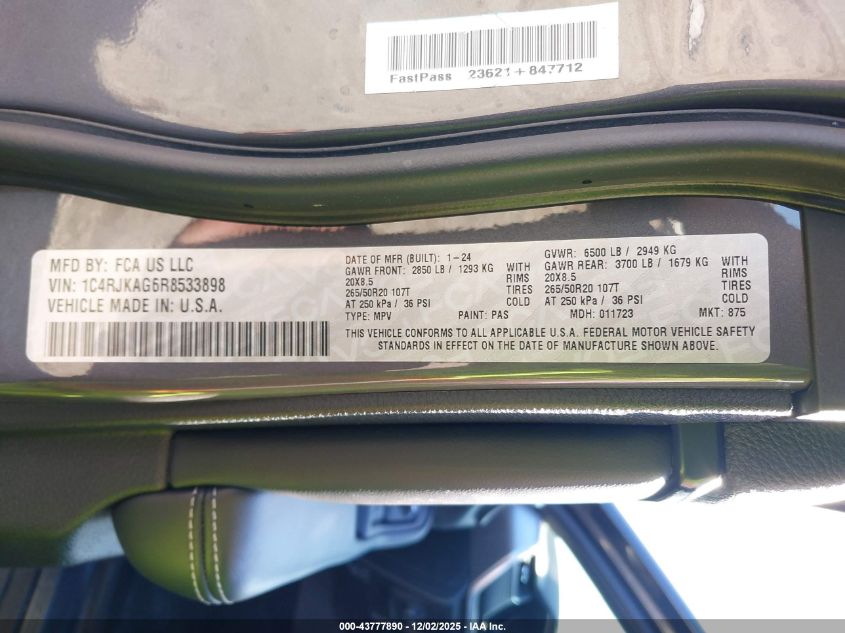 FastPass 23621+847712
MFD BY: FCA US LLC
VIN: 1C4RJKAG6R8533898
VEHICLE MADE IN: U.S.A.
DATE OF MFR (BUILT): 1-24
GAWR FRONT: 2850 LB / 1293 KG WITH
20X8.5 RIMS
265/50R20 107T TIRES
AT 250 kPa / 36 PSI COLD
TYPE: MPV PAINT: PAS
GVWR: 6500 LB / 2949 KG
GAWR REAR: 3700 LB / 1679 KG WITH
20X8.5 RIMS
265/50R20 107T TIRES
AT 250 kPa / 36 PSI COLD
MDH: 011723 MKT: 875
THIS VEHICLE CONFORMS TO ALL APPLICABLE U.S.A. FEDERAL MOTOR VEHICLE SAFETY
STANDARDS IN EFFECT ON THE DATE OF MANUFACTURE SHOWN ABOVE.
000-43777890 - 12/02/2025 - IAA Inc.